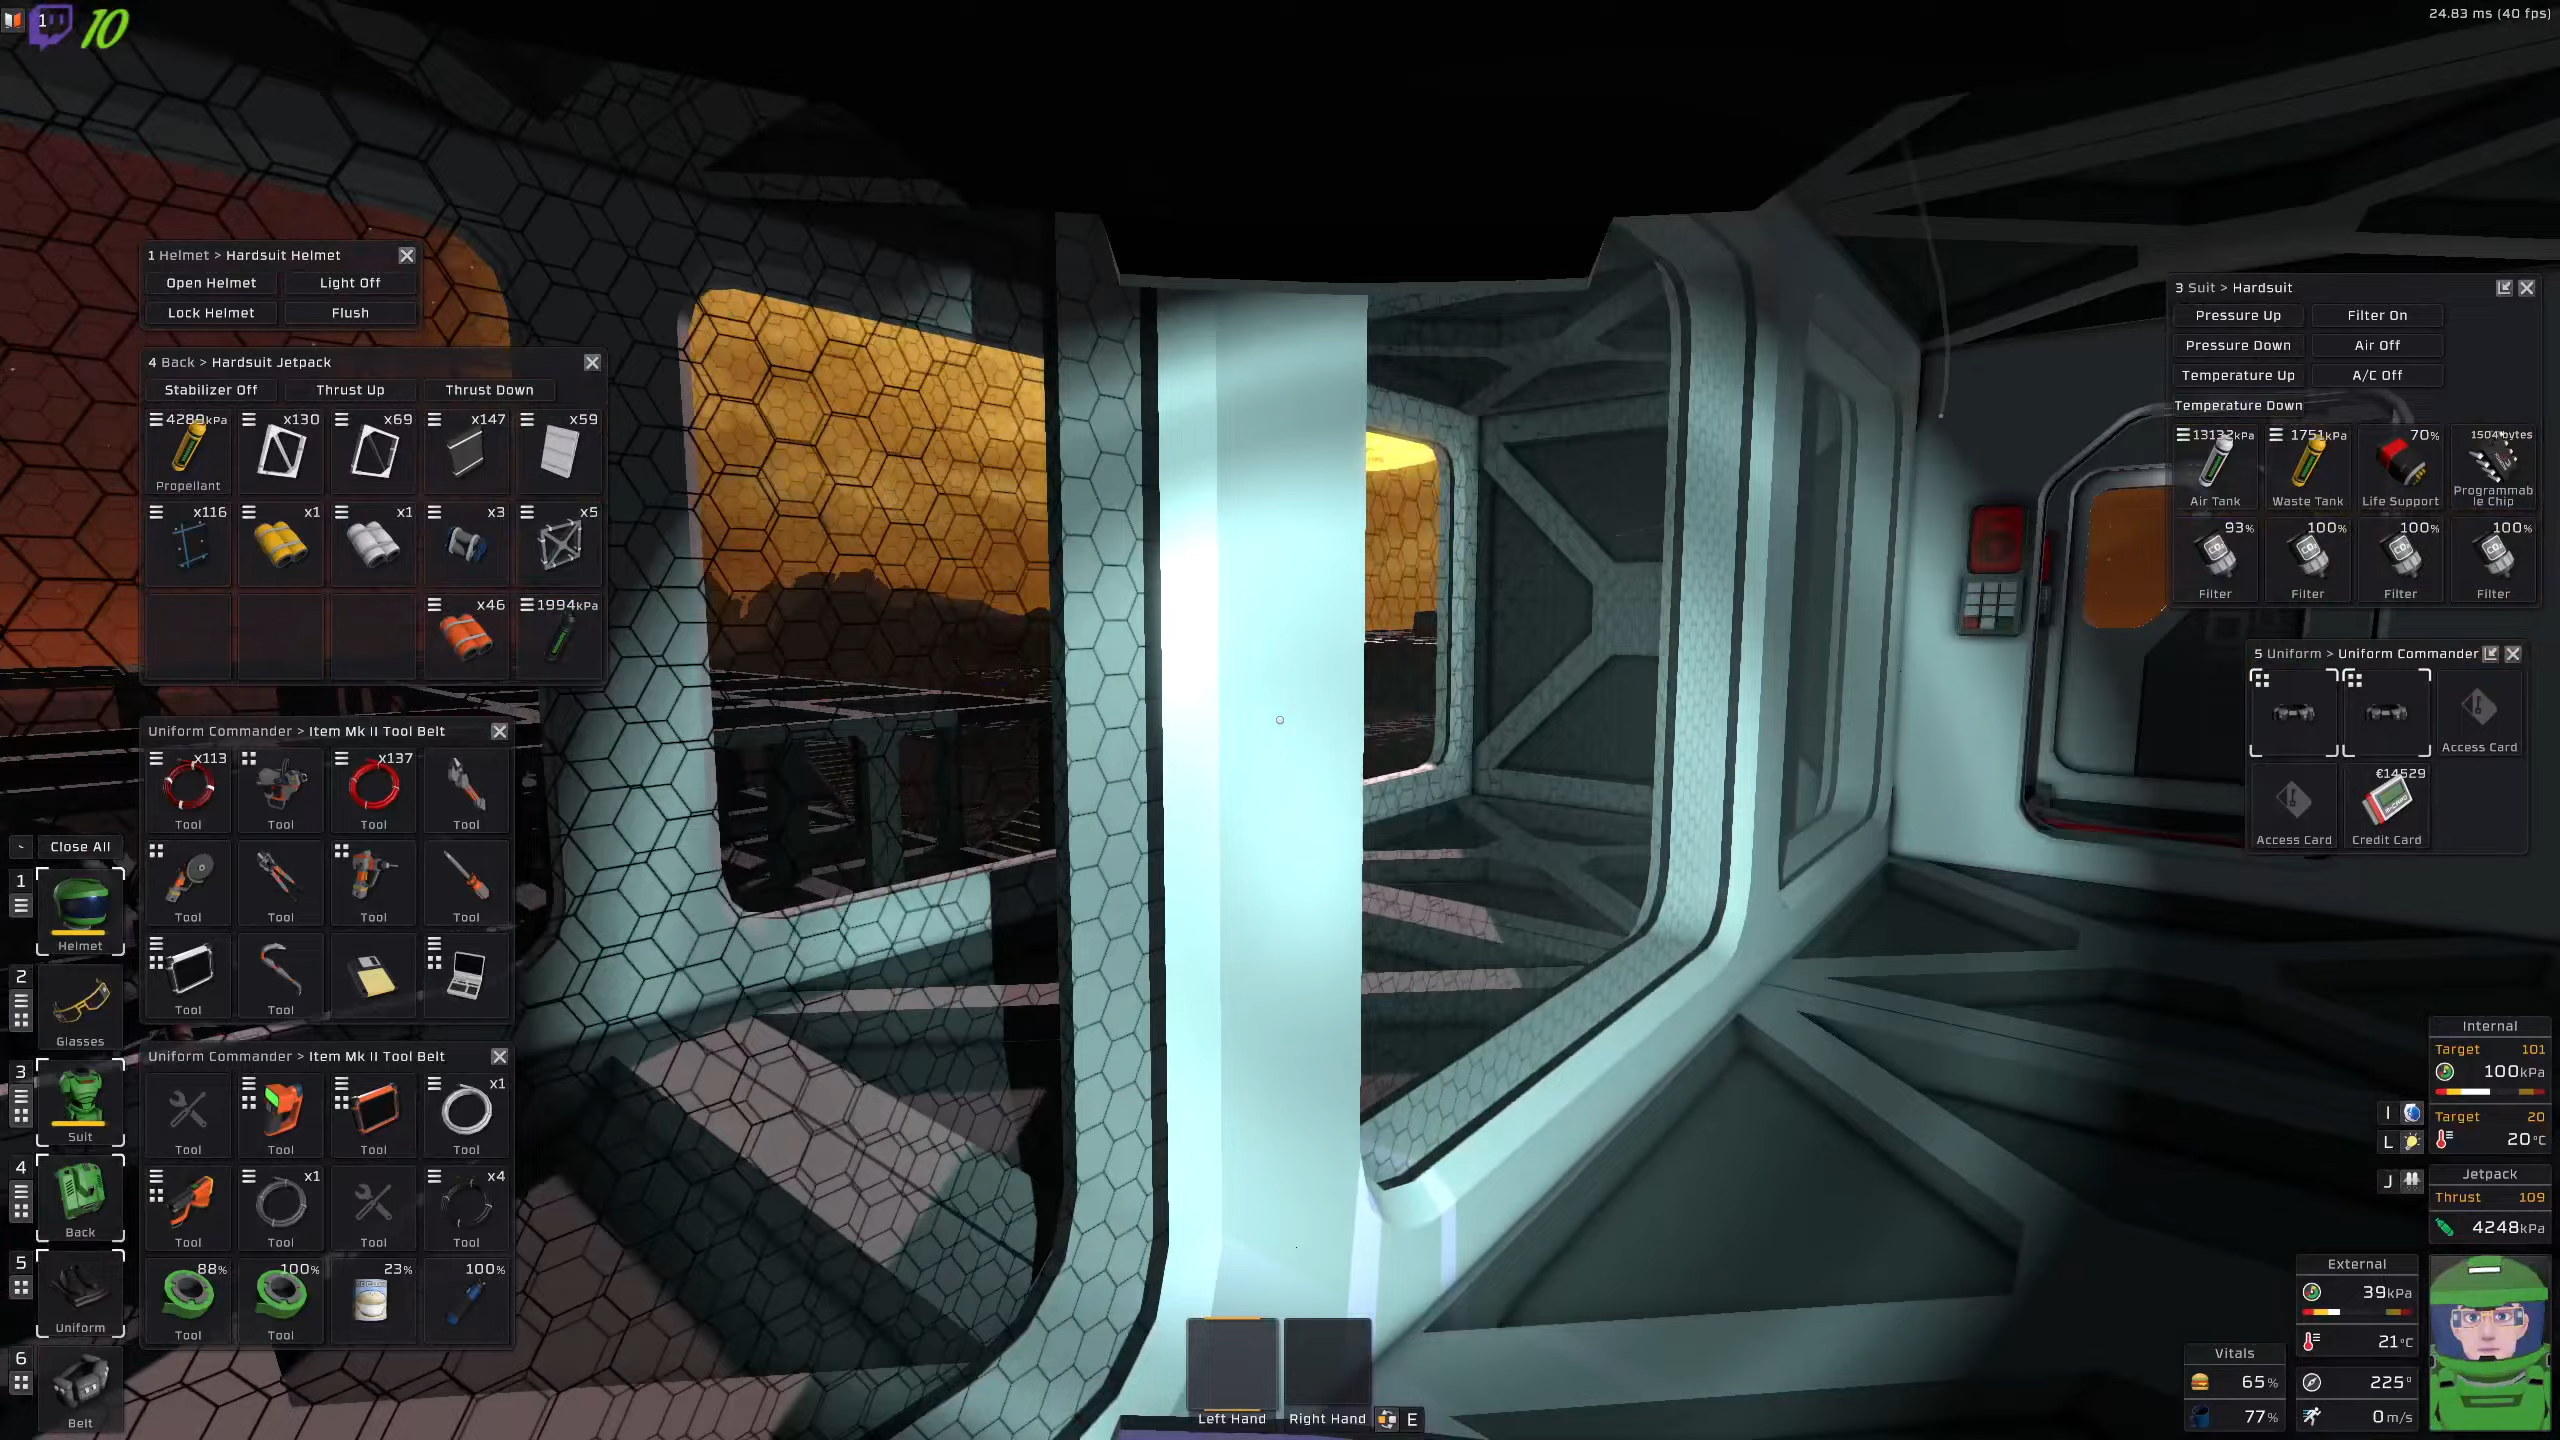 1
10
24.83 ms (40 fps)
1 Helmet > Hardsuit Helmet
Open Helmet Light Off
Lock Helmet Flush
4 Back > Hardsuit Jetpack
Stabilizer Off Thrust Up Thrust Down
4289kPa x130 x69 x147 x59
Propellant
x116 x1 x1 x3 x5
x46 1994kPa
Uniform Commander > Item Mk II Tool Belt
x113 x137
Tool Tool Tool Tool
Tool Tool Tool Tool
Tool Tool Tool Tool
Uniform Commander > Item Mk II Tool Belt
x1
Tool Tool Tool Tool
x1 x4
Tool Tool Tool Tool
88% 100% 23% 100%
Tool Tool
~ Close All
1
Helmet
2
Glasses
3
Suit
4
Back
5
Uniform
6
Belt
3 Suit > Hardsuit
Pressure Up Filter On
Pressure Down Air Off
Temperature Up A/C Off
Temperature Down
13132kPa 1751kPa 70% 1504bytes
Air Tank Waste Tank Life Support Programmab
le Chip
93% 100% 100% 100%
Filter Filter Filter Filter
5 Uniform > Uniform Commander
Access Card
€14529
Access Card Credit Card
Internal
Target 101
100kPa
Target 20
20°C
I
L
J
Jetpack
Thrust 109
4248kPa
External
39kPa
21°C
225°
0m/s
Vitals
65%
77%
Left Hand Right Hand E